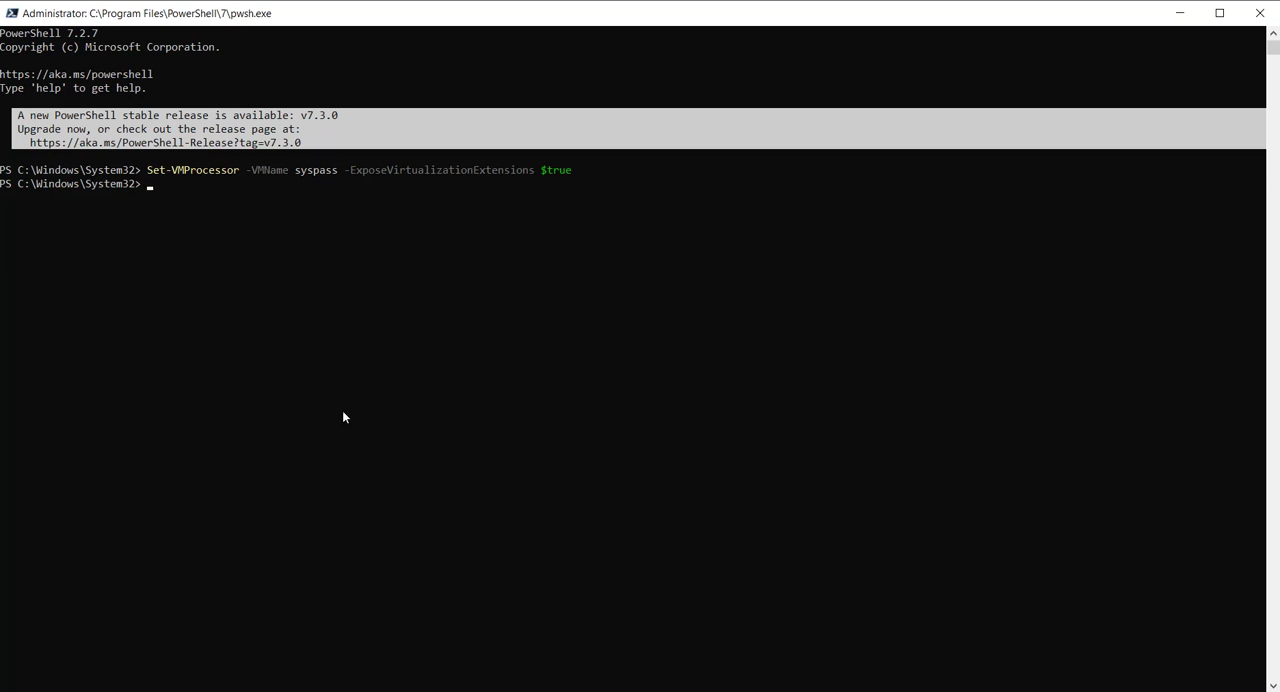 Administrator: C:\Program Files\PowerShell\7\pwsh.exe
PowerShell 7.2.7
Copyright (c) Microsoft Corporation.
https://aka.ms/powershell
Type 'help' to get help.
A new PowerShell stable release is available: v7.3.0
Upgrade now, or check out the release page at:
https://aka.ms/PowerShell-Release?tag=v7.3.0
PS C:\Windows\System32> Set-VMProcessor -VMName syspass -ExposeVirtualizationExtensions $true
PS C:\Windows\System32>